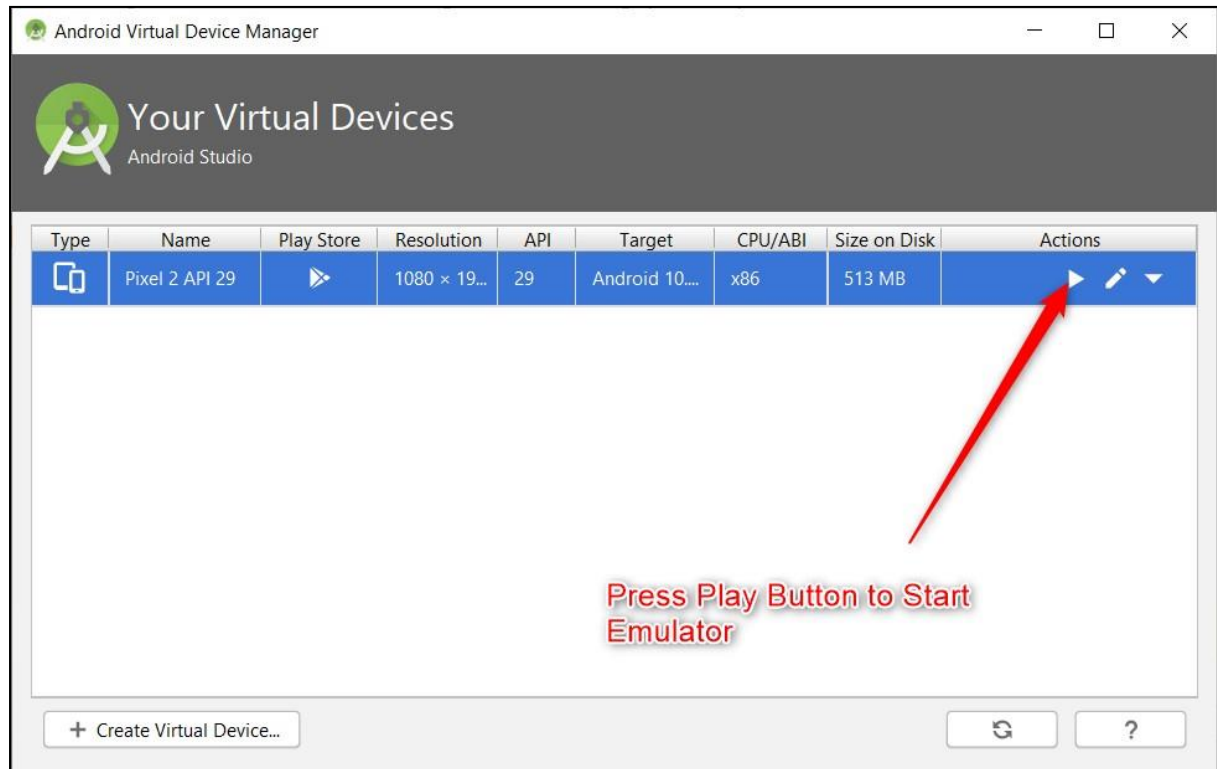 Android Virtual Device Manager
Your Virtual Devices
Android Studio
Type Name Play Store Resolution API Target CPU/ABI Size on Disk Actions
Pixel 2 API 29 1080 × 19... 29 Android 10.... x86 513 MB
Press Play Button to Start
Emulator
+ Create Virtual Device... ?